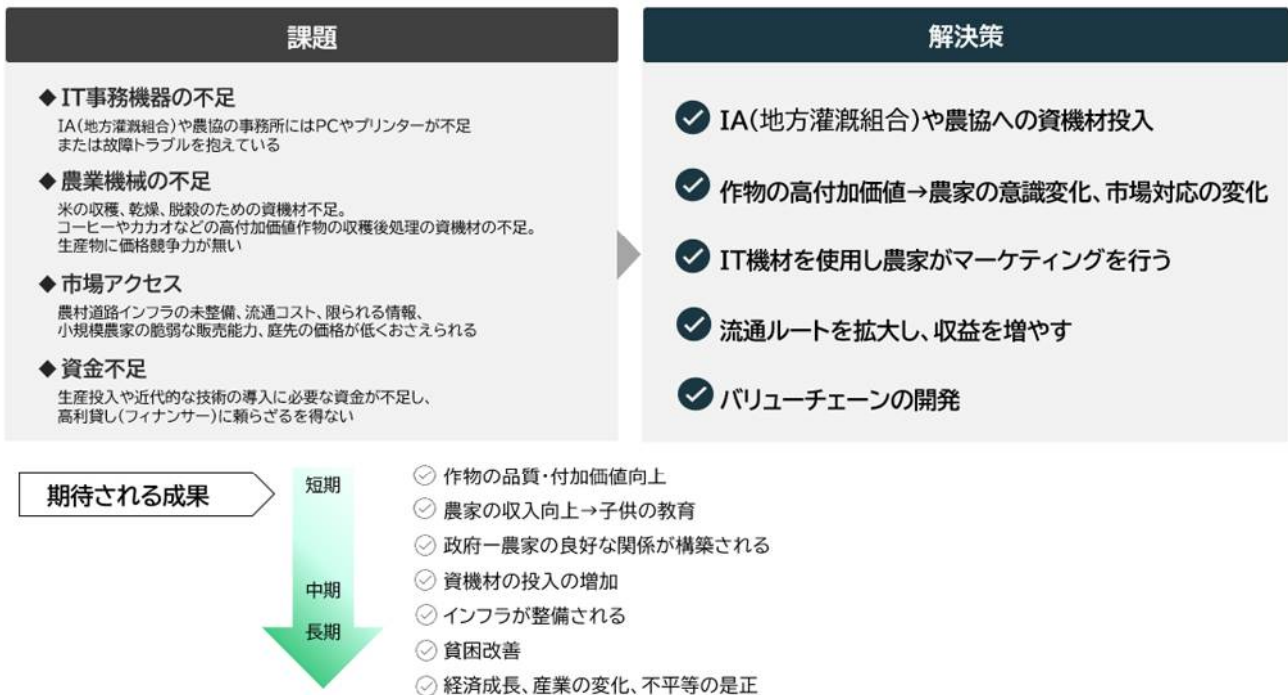 課題
◆ IT事務機器の不足
IA(地方灌漑組合)や農協の事務所にはPCやプリンターが不足
または故障トラブルを抱えている
◆ 農業機械の不足
米の収穫、乾燥、脱穀のための資機材不足。
コーヒーやカカオなどの高付加価値作物の収穫後処理の資機材の不足。
生産物に価格競争力が無い
◆ 市場アクセス
農村道路インフラの未整備、流通コスト、限られる情報、
小規模農家の脆弱な販売能力、庭先の価格が低くおさえられる
◆ 資金不足
生産投入や近代的な技術の導入に必要な資金が不足し、
高利貸し(フィナンサー)に頼らざるを得ない
解決策
IA(地方灌漑組合)や農協への資機材投入
作物の高付加価値→農家の意識変化、市場対応の変化
IT機材を使用し農家がマーケティングを行う
流通ルートを拡大し、収益を増やす
バリューチェーンの開発
期待される成果
短期
中期
長期
作物の品質・付加価値向上
農家の収入向上→子供の教育
政府ー農家の良好な関係が構築される
資機材の投入の増加
インフラが整備される
貧困改善
経済成長、産業の変化、不平等の是正